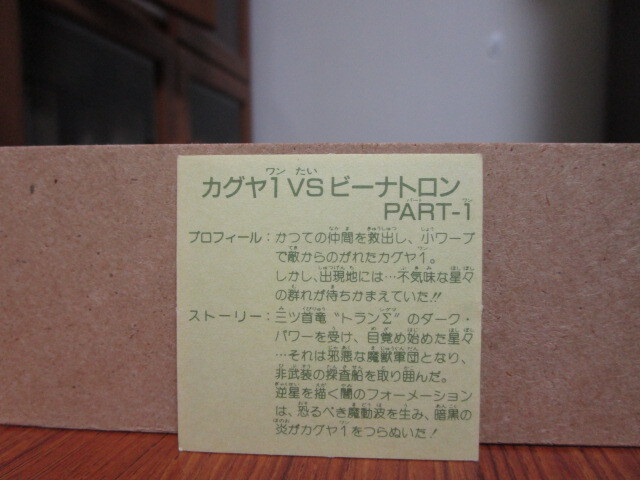 カグヤ1 VS ビーナトロン
PART-1
プロフィール：かつての仲間を救出し、小ワープ
で敵からのがれたカグヤ1。
しかし、出現地には…不気味な星々
の群れが待ちかまえていた!!
ストーリー：三ツ首竜“トランΣ”のダーク・
パワーを受け、目覚め始めた星々
…それは邪悪な魔獣軍団となり、
非武装の探査船を取り囲んだ。
逆星を描く闇のフォーメーション
は、恐るべき魔動波を生み、暗黒の
炎がカグヤ1をつらぬいた！